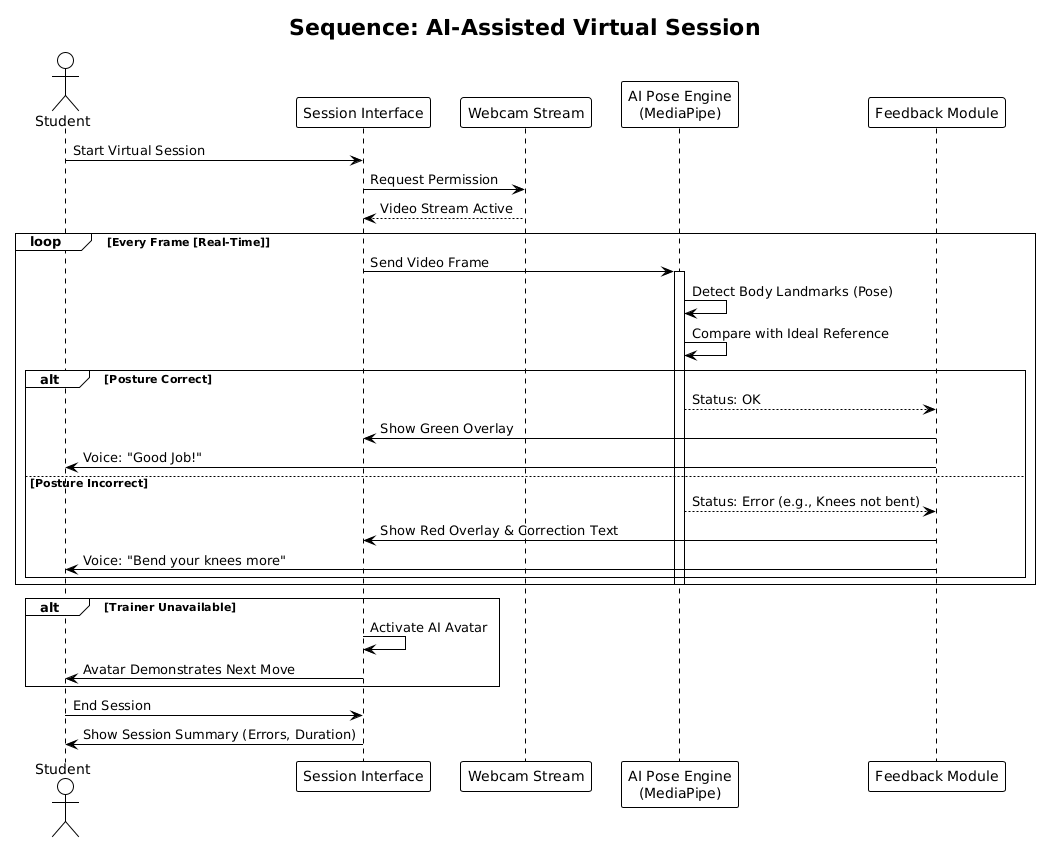 Sequence: AI-Assisted Virtual Session
Student
Session Interface
Webcam Stream
AI Pose Engine
(MediaPipe)
Feedback Module
Start Virtual Session
Request Permission
Video Stream Active
loop [Every Frame [Real-Time]]
Send Video Frame
Detect Body Landmarks (Pose)
Compare with Ideal Reference
alt [Posture Correct]
Status: OK
Show Green Overlay
Voice: "Good Job!"
[Posture Incorrect]
Status: Error (e.g., Knees not bent)
Show Red Overlay & Correction Text
Voice: "Bend your knees more"
alt [Trainer Unavailable]
Activate AI Avatar
Avatar Demonstrates Next Move
End Session
Show Session Summary (Errors, Duration)
Student
Session Interface
Webcam Stream
AI Pose Engine
(MediaPipe)
Feedback Module